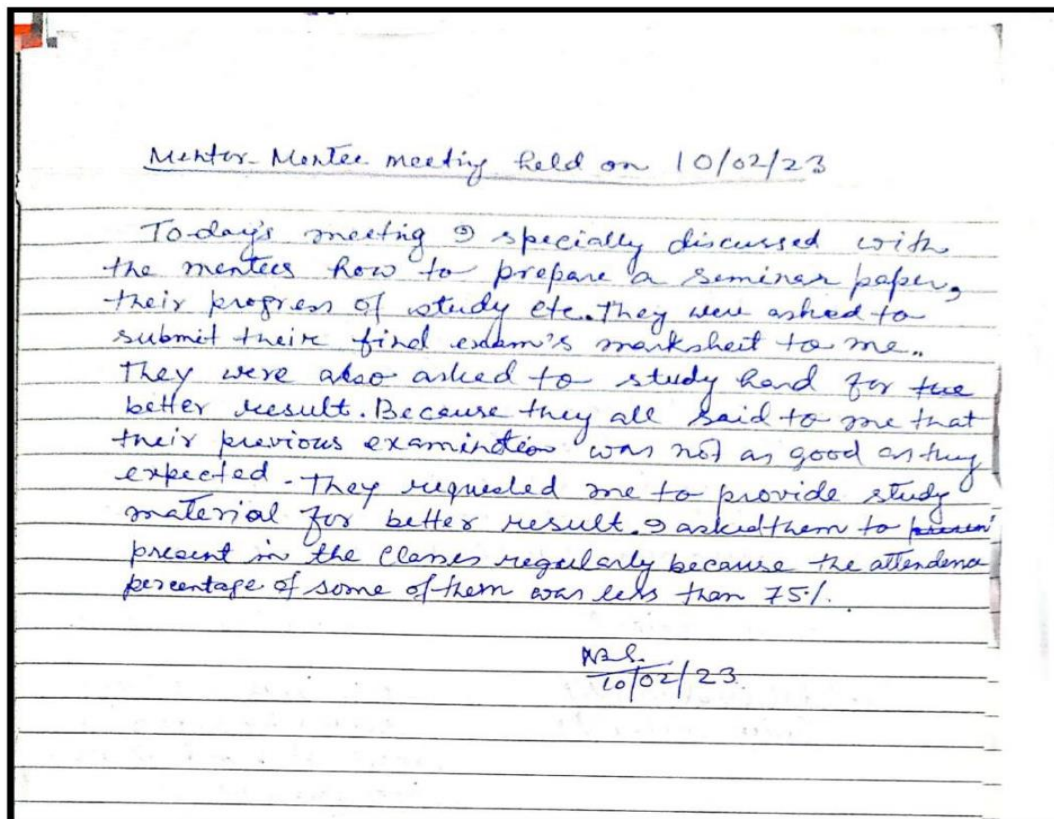 Mentor-Mentee meeting held on 10/02/23
To-day's meeting I specially discussed with
the mentees how to prepare a seminar paper,
their progress of study etc. They were asked to
submit their final exam's marksheet to me..
They were also asked to study hard for the
better result. Because they all said to me that
their previous examination was not as good as they
expected. They requested me to provide study
material for better result. I asked them to
present in the classes regularly because the attendence
percentage of some of them was less than 75%.
10/02/23.